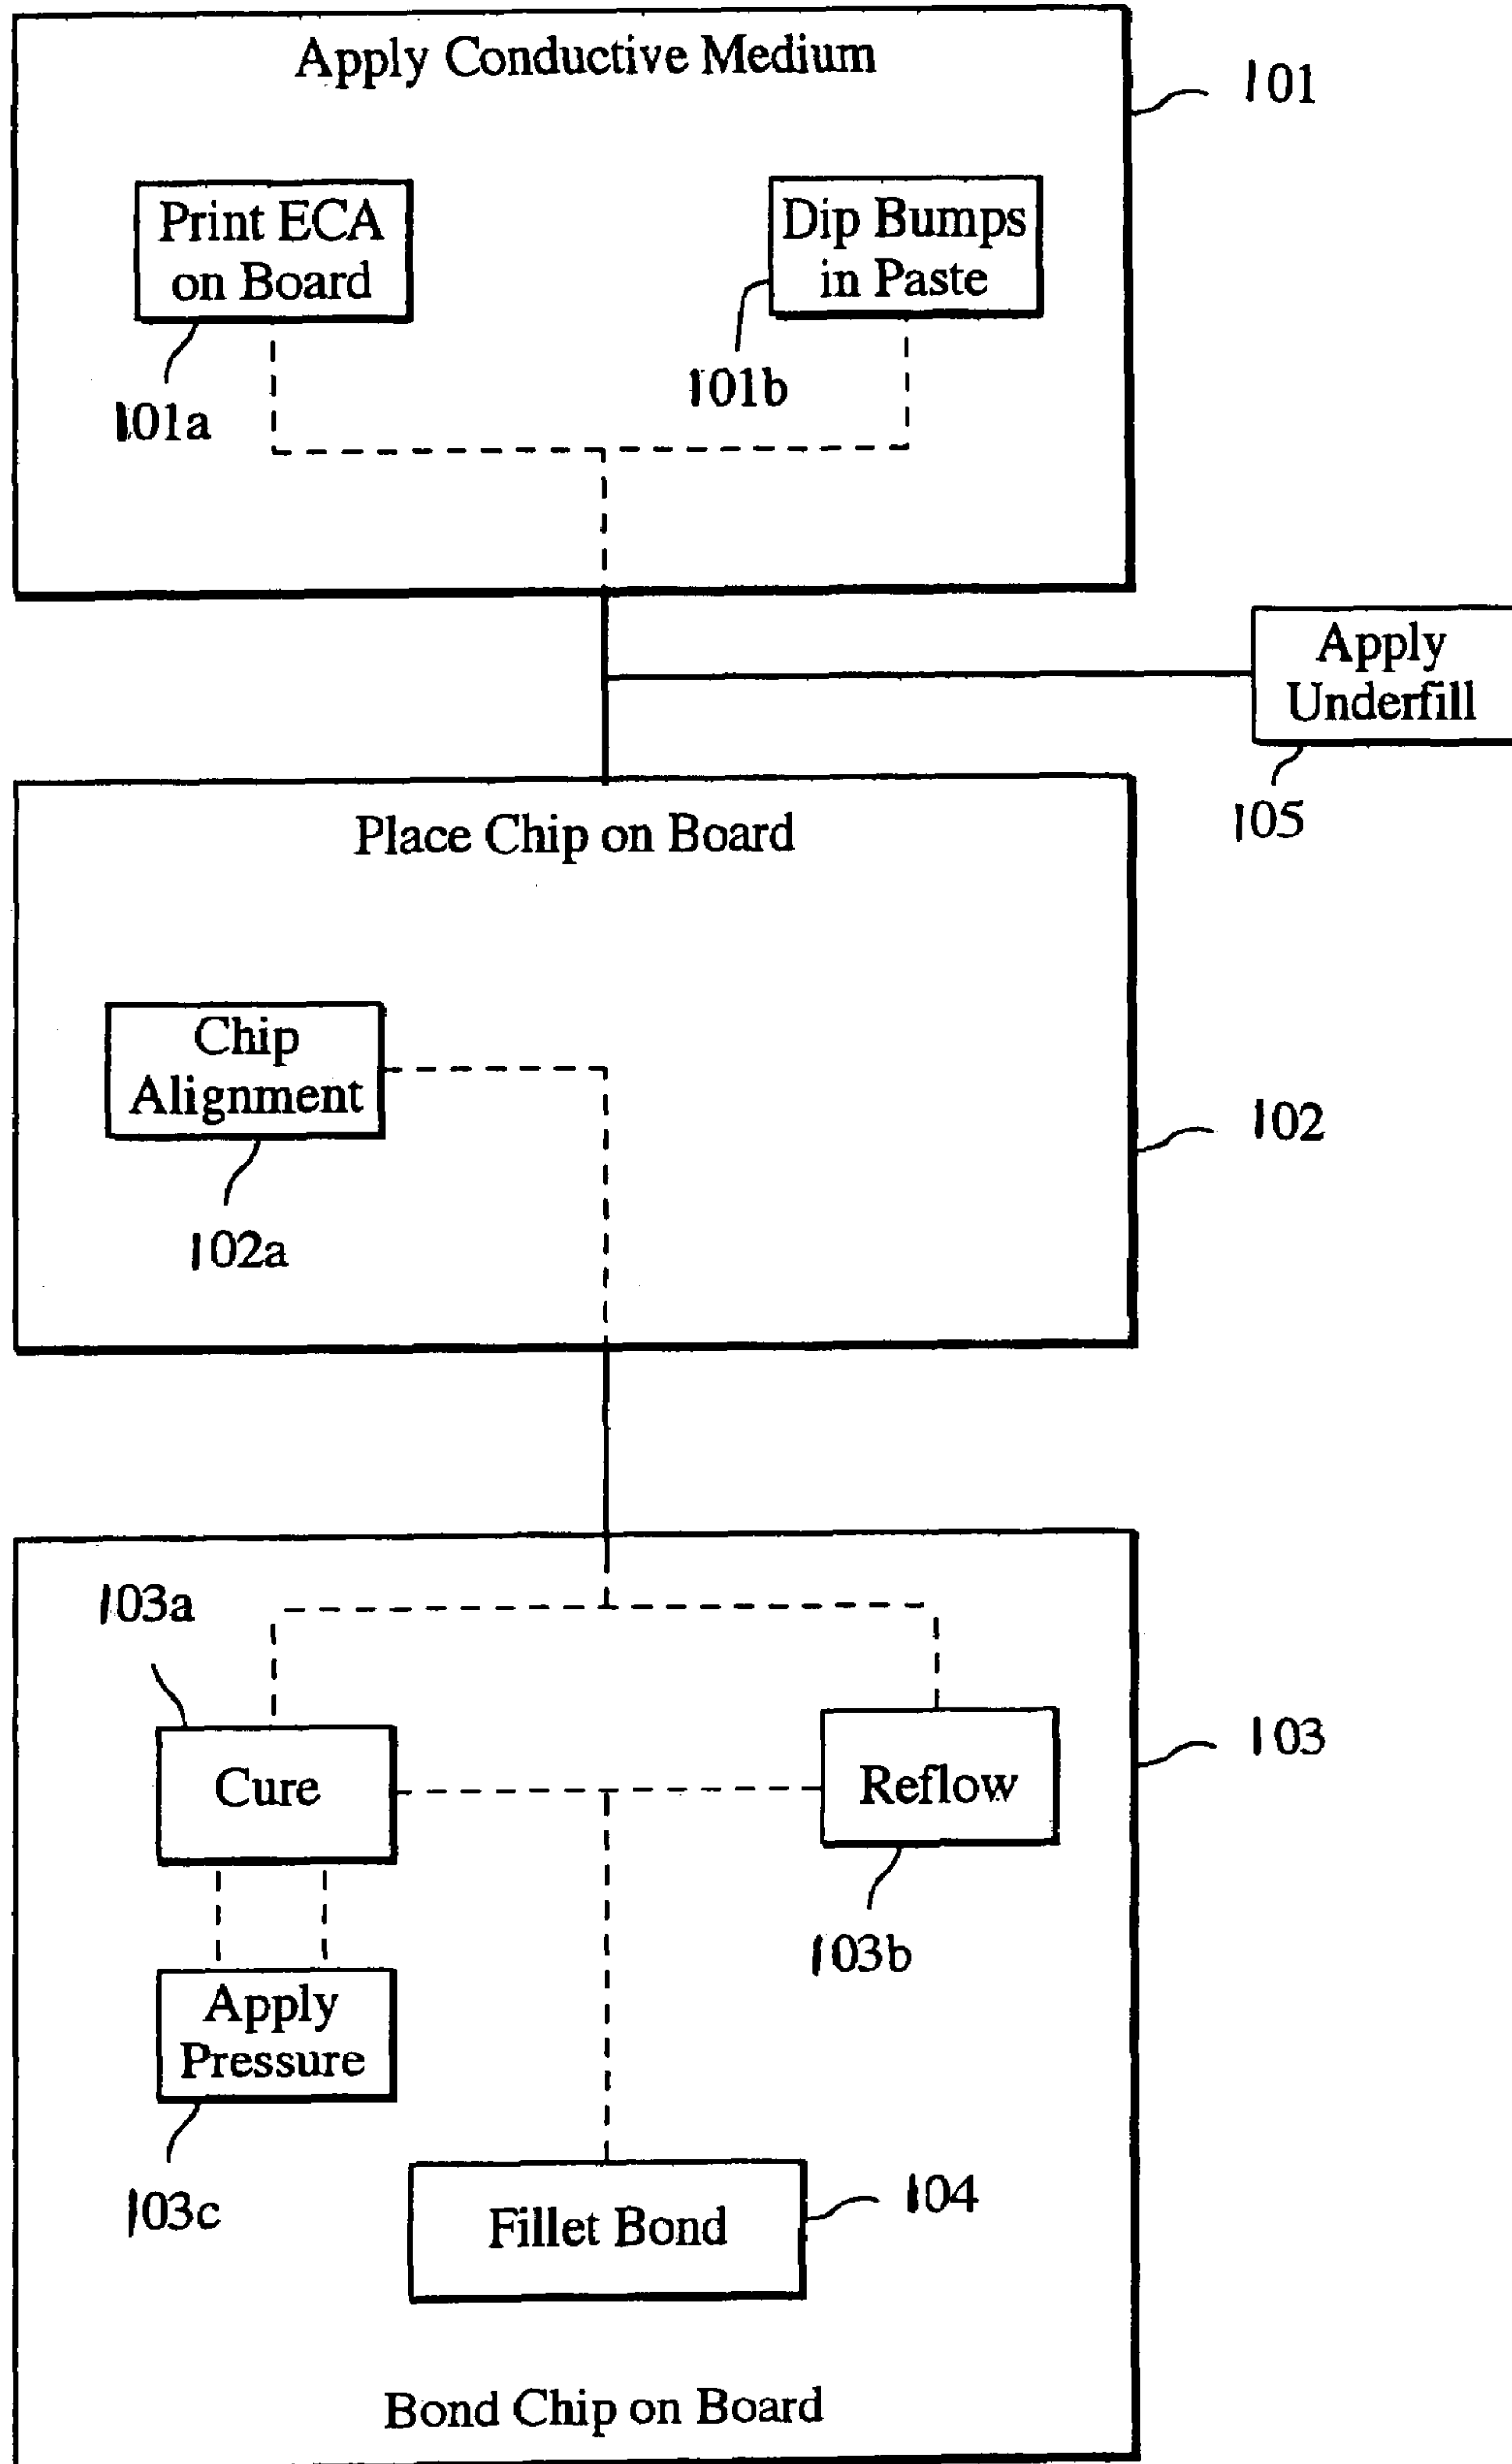 Apply Conductive Medium
101
Print ECA
on Board
101a
Dip Bumps
in Paste
101b
Apply
Underfill
105
Place Chip on Board
Chip
Alignment
102a
102
103a
Cure
Reflow
103
103b
Apply
Pressure
103c
Fillet Bond
104
Bond Chip on Board